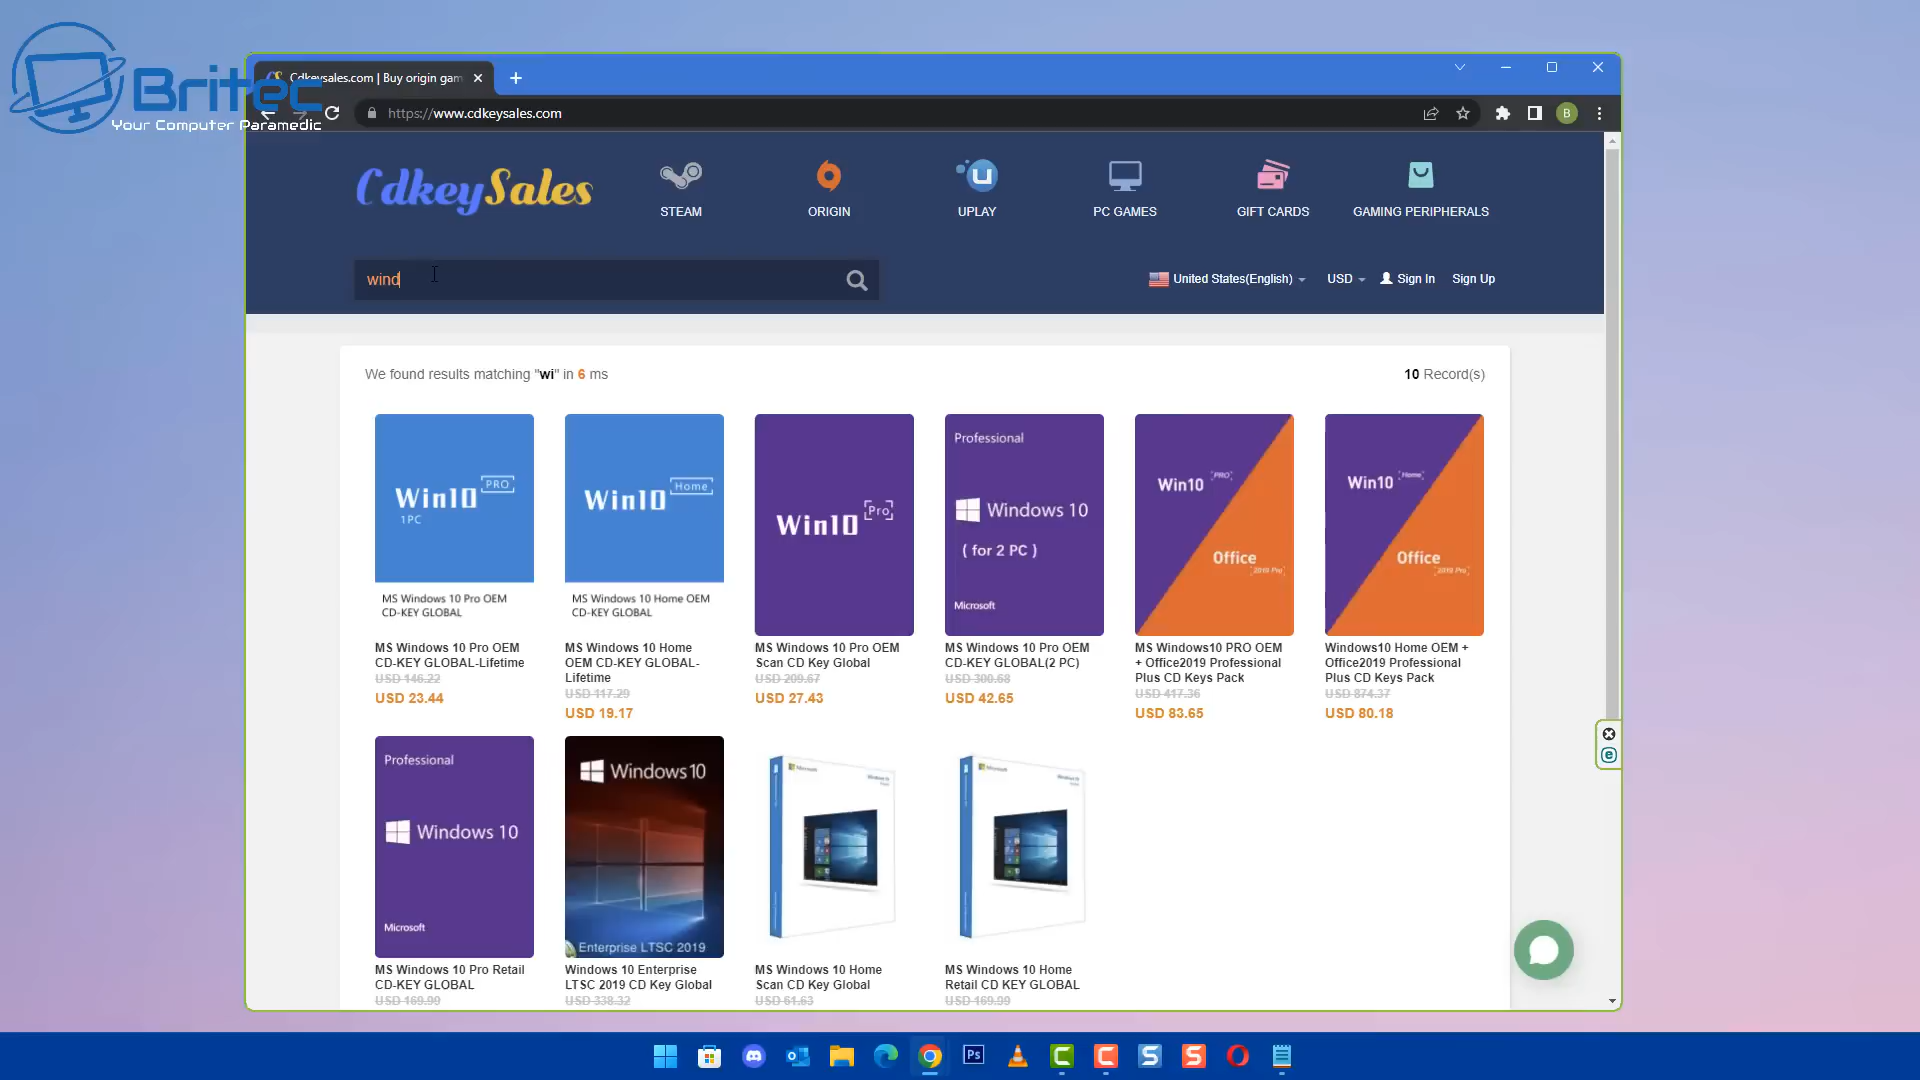 Britec
Your Computer Paramedic
Cdkeysales.com | Buy origin gam
https://www.cdkeysales.com
B
CdkeySales
STEAM
ORIGIN
UPLAY
PC GAMES
GIFT CARDS
GAMING PERIPHERALS
wind
United States(English)
USD
Sign In
Sign Up
We found results matching "wi" in 6 ms
10 Record(s)
Win10 PRO
1PC
MS Windows 10 Pro OEM
CD-KEY GLOBAL
MS Windows 10 Pro OEM
CD-KEY GLOBAL-Lifetime
USD 146.22
USD 23.44
Win10 Home
MS Windows 10 Home OEM
CD-KEY GLOBAL
MS Windows 10 Home
OEM CD-KEY GLOBAL-
Lifetime
USD 117.29
USD 19.17
Win10 Pro
MS Windows 10 Pro OEM
Scan CD Key Global
USD 209.67
USD 27.43
Professional
Windows 10
( for 2 PC )
Microsoft
MS Windows 10 Pro OEM
CD-KEY GLOBAL(2 PC)
USD 300.68
USD 42.65
Win10 PRO
Office
2019 Pro
MS Windows10 PRO OEM
+ Office2019 Professional
Plus CD Keys Pack
USD 417.36
USD 83.65
Win10 Home
Office
2019 Pro
Windows10 Home OEM +
Office2019 Professional
Plus CD Keys Pack
USD 874.37
USD 80.18
Professional
Windows 10
Microsoft
MS Windows 10 Pro Retail
CD-KEY GLOBAL
USD 169.99
Windows 10
Enterprise LTSC 2019
Windows 10 Enterprise
LTSC 2019 CD Key Global
USD 338.32
Microsoft
MS Windows 10 Home
Scan CD Key Global
USD 61.63
Microsoft
MS Windows 10 Home
Retail CD KEY GLOBAL
USD 169.99
Ps